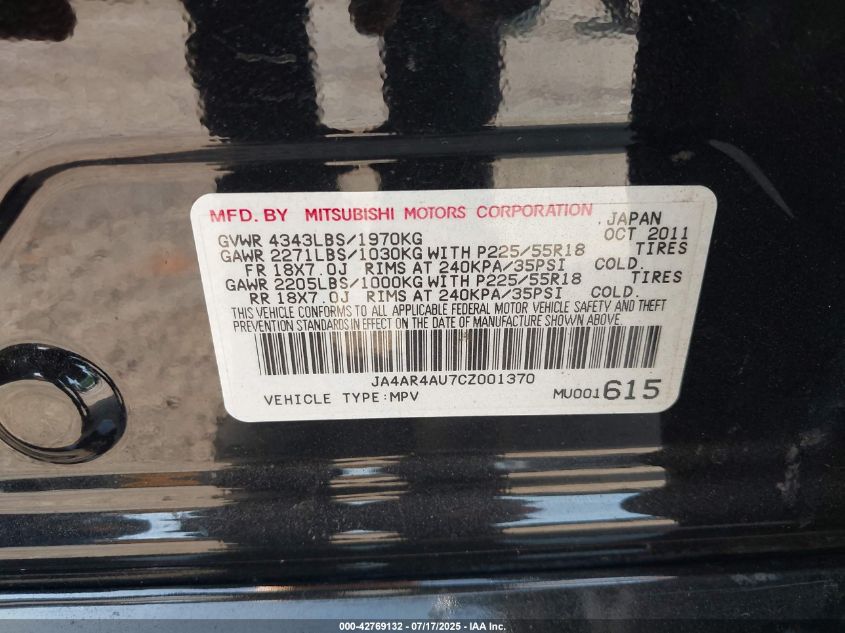 MFD. BY MITSUBISHI MOTORS CORPORATION JAPAN
GVWR 4343LBS/1970KG OCT 2011
GAWR 2271LBS/1030KG WITH P225/55R18 TIRES
FR 18X7.0J RIMS AT 240KPA/35PSI COLD.
GAWR 2205LBS/1000KG WITH P225/55R18 TIRES
RR 18X7.0J RIMS AT 240KPA/35PSI COLD.
THIS VEHICLE CONFORMS TO ALL APPLICABLE FEDERAL MOTOR VEHICLE SAFETY AND THEFT
PREVENTION STANDARDS IN EFFECT ON THE DATE OF MANUFACTURE SHOWN ABOVE.
JA4AR4AU7CZ001370
VEHICLE TYPE:MPV MU001615
000-42769132 - 07/17/2025 - IAA Inc.